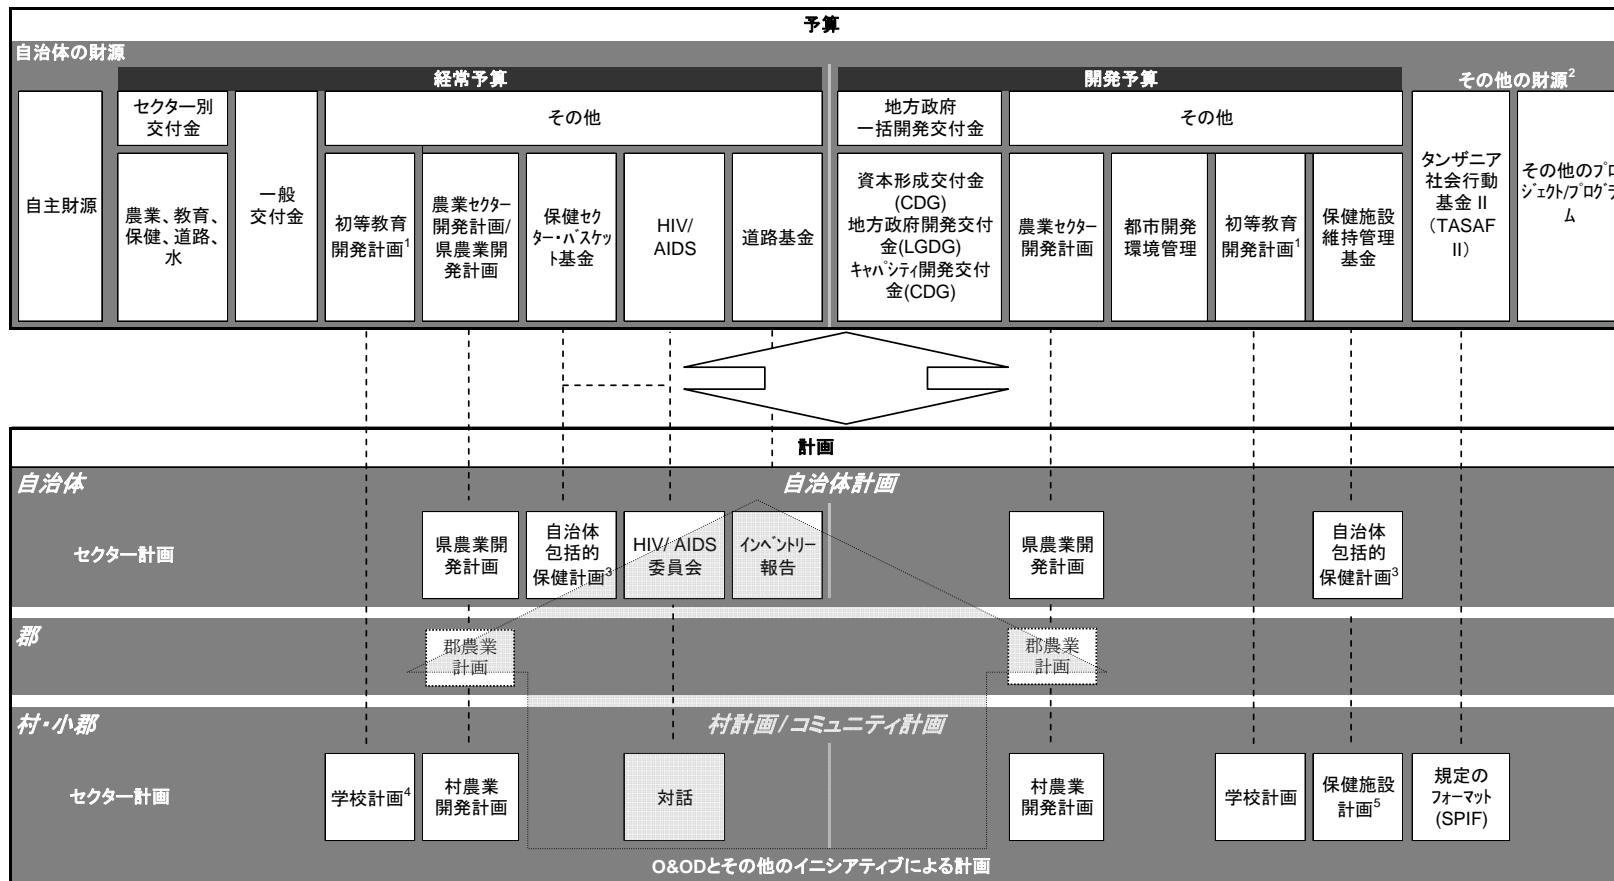 予算
自治体の財源
経常予算
開発予算
その他の財源2
自主財源
セクター別
交付金
農業、教育、
保健、道路、
水
一般
交付金
その他
初等教育
開発計画1
農業セクター
開発計画/
県農業開
発計画
保健セク
ター・バスケッ
ト基金
HIV/
AIDS
道路基金
地方政府
一括開発交付金
資本形成交付金
(CDG)
地方政府開発交付
金(LGDG)
キャパシティ開発交付
金(CDG)
その他
農業セクター
開発計画
都市開発
環境管理
初等教育
開発計画1
保健施設
維持管理
基金
タンザニア
社会行動
基金 II
(TASAF
II)
その他のプロ
ジェクト/プログラ
ム
計画
自治体
自治体計画
セクター計画
県農業開
発計画
自治体
包括的
保健計画3
HIV/ AIDS
委員会
インベントリー
報告
県農業開
発計画
自治体
包括的
保健計画3
郡
郡農業
計画
郡農業
計画
村・小郡
村計画/コミュニティ計画
セクター計画
学校計画4
村農業
開発計画
対話
村農業
開発計画
学校計画
保健施設
計画5
規定の
フォーマット
(SPIF)
O&ODとその他のイニシアティブによる計画